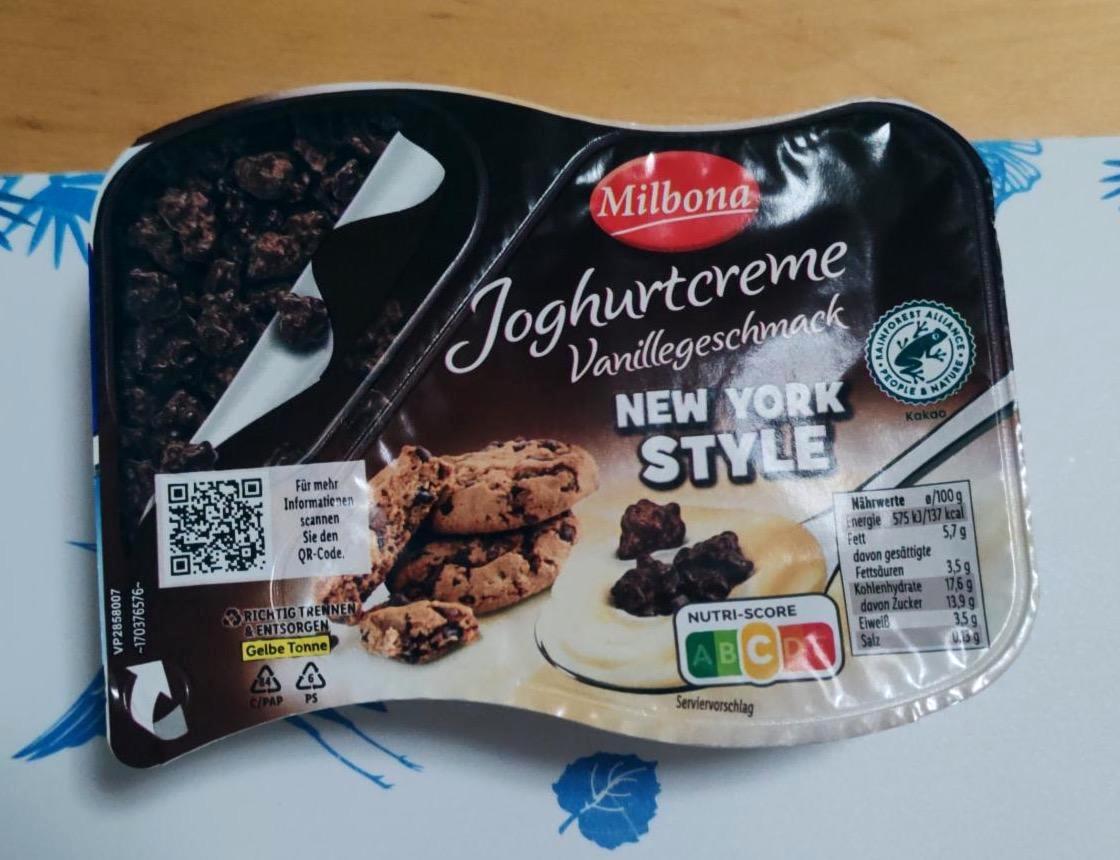 Milbona
Joghurtcreme
Vanillegeschmack
NEW YORK
STYLE
RAINFOREST ALLIANCE
PEOPLE & NATURE
Kakao
Für mehr
Informationen
scannen
Sie den
QR-Code.
Nährwerte ø/100 g
Energie 575 kJ/137 kcal
Fett 5,7 g
davon gesättigte
Fettsäuren 3,5 g
Kohlenhydrate 17,6 g
davon Zucker 13,9 g
Eiweiß 3,5 g
Salz 0,13 g
NUTRI-SCORE
A B C D E
Serviervorschlag
RICHTIG TRENNEN
& ENTSORGEN
Gelbe Tonne
84 6
C/PAP PS
VP2858007
-170376576-